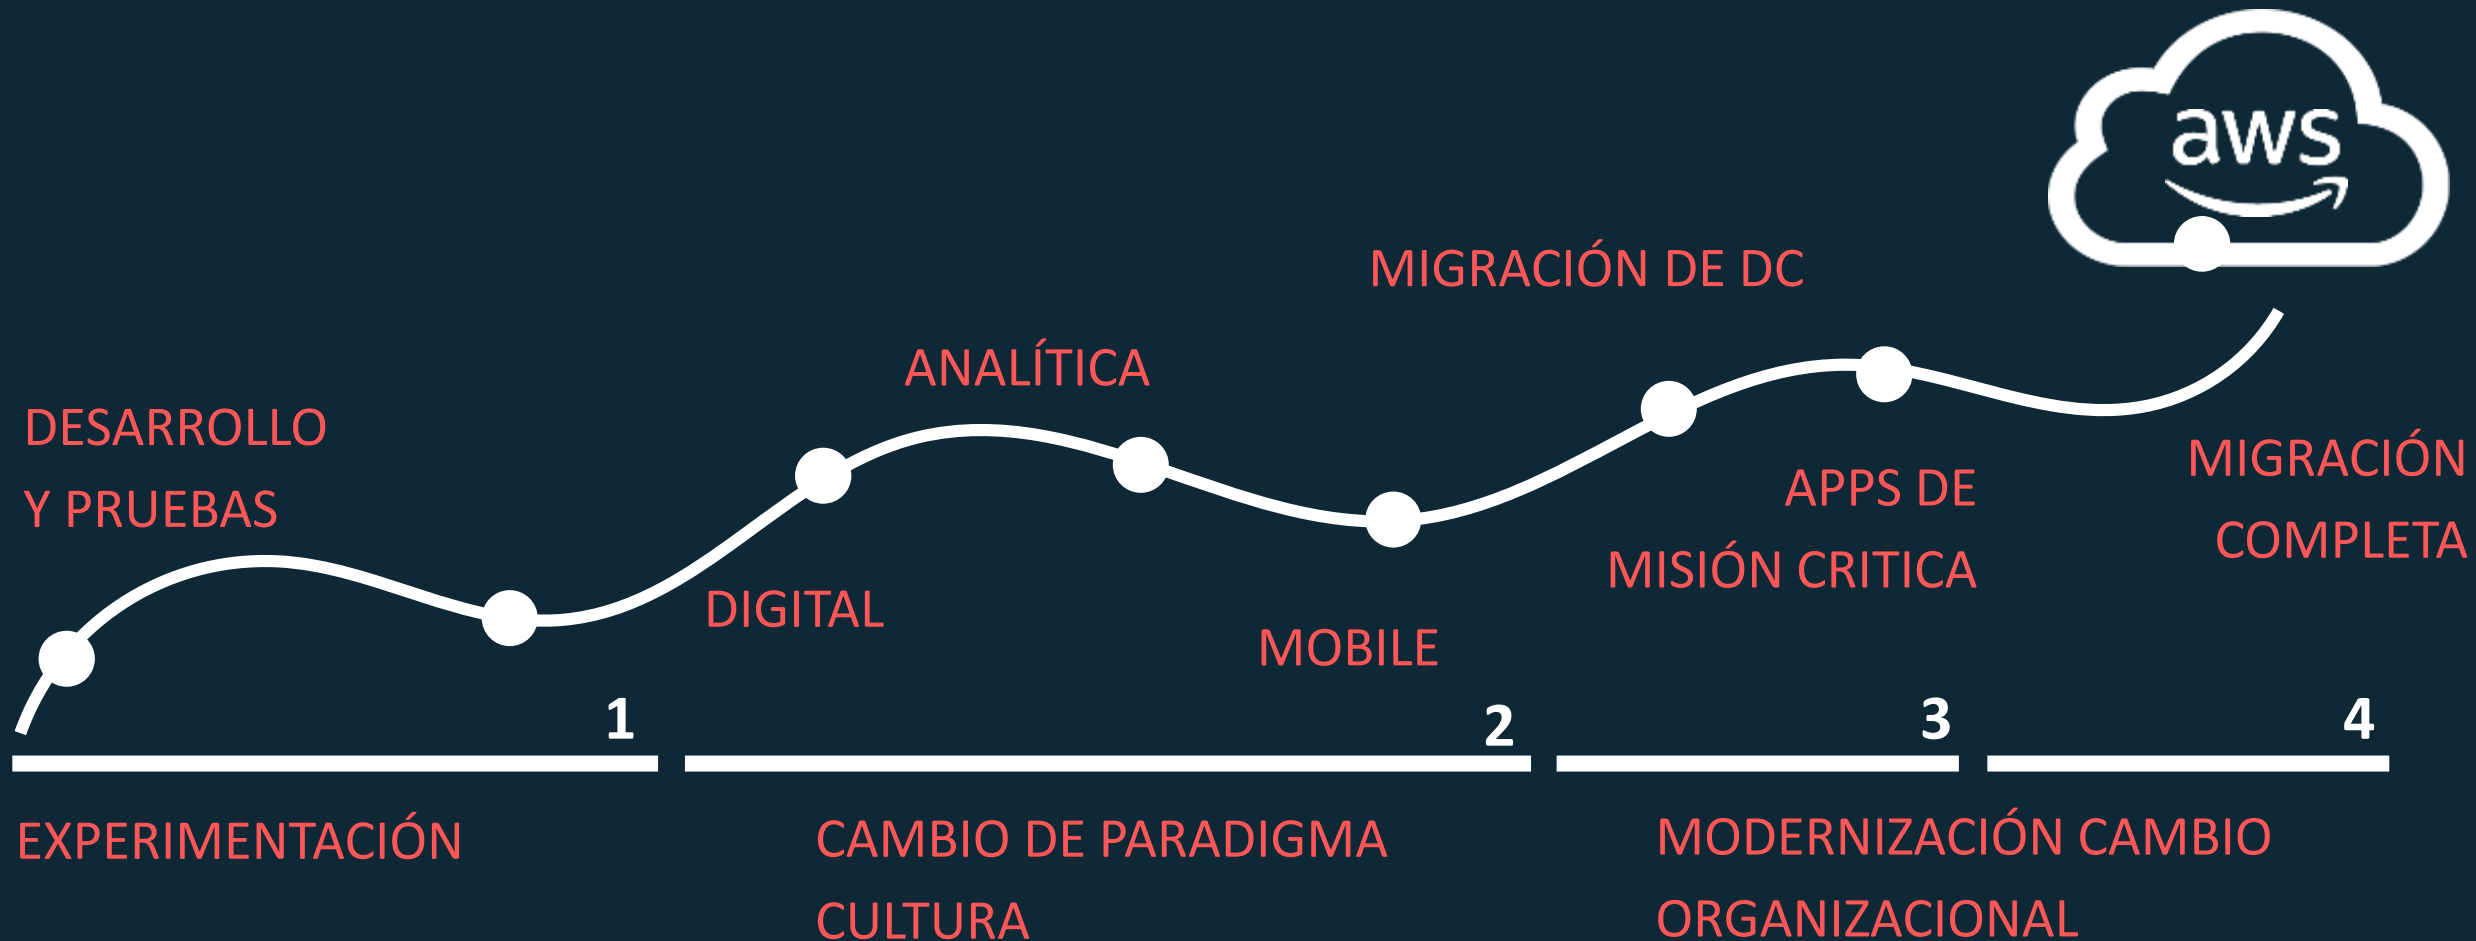 aws
MIGRACIÓN DE DC
ANALÍTICA
DESARROLLO
Y PRUEBAS
MIGRACIÓN
COMPLETA
APPS DE
MISIÓN CRITICA
DIGITAL
MOBILE
1
2
3
4
EXPERIMENTACIÓN
CAMBIO DE PARADIGMA
CULTURA
MODERNIZACIÓN CAMBIO
ORGANIZACIONAL